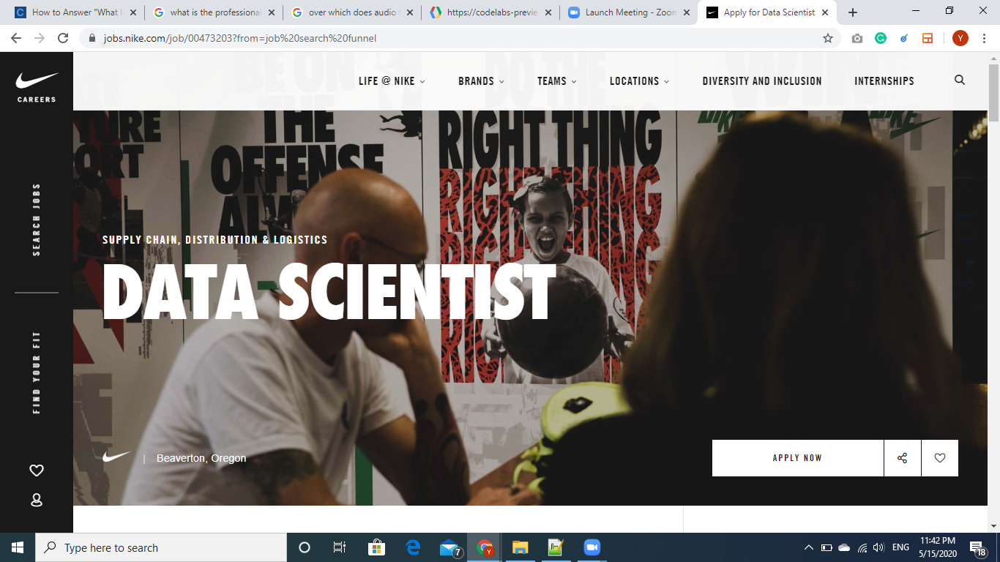 How to Answer "What
what is the professional
over which does audio
https://codelabs-previe
Launch Meeting - Zoom
Apply for Data Scientist
jobs.nike.com/job/00473203?from=job%20search%20funnel
Y
CAREERS
LIFE @ NIKE
BRANDS
TEAMS
LOCATIONS
DIVERSITY AND INCLUSION
INTERNSHIPS
SEARCH JOBS
FIND YOUR FIT
THE
OFFENSE
RIGHT THING
RIGHT THING
SUPPLY CHAIN, DISTRIBUTION & LOGISTICS
DATA SCIENTIST
Beaverton, Oregon
APPLY NOW
Type here to search
7
ENG
11:42 PM
5/15/2020
18